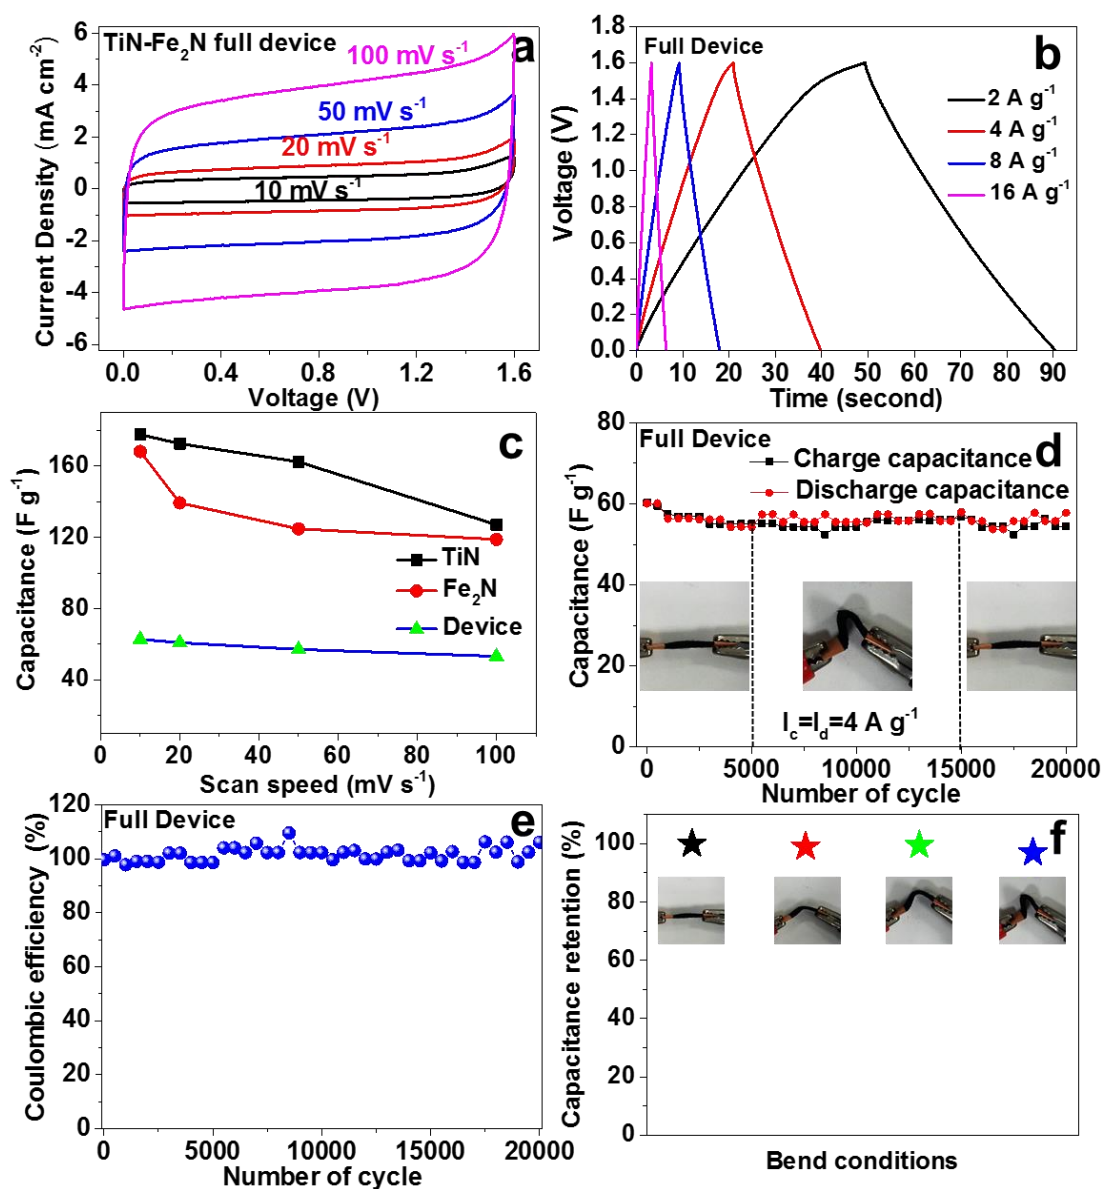 TiN-Fe2N full device
a
100 mV s-1
50 mV s-1
20 mV s-1
10 mV s-1
6
4
2
0
-2
-4
-6
0.0 0.4 0.8 1.2 1.6
Current Density (mA cm-2)
Voltage (V)
Full Device
b
2 A g-1
4 A g-1
8 A g-1
16 A g-1
1.8
1.6
1.4
1.2
1.0
0.8
0.6
0.4
0.2
0.0
0 10 20 30 40 50 60 70 80 90
Voltage (V)
Time (second)
c
TiN
Fe2N
Device
160
120
80
40
0 20 40 60 80 100
Capacitance (F g-1)
Scan speed (mV s-1)
Full Device
d
Charge capacitance
Discharge capacitance
Ic=Id=4 A g-1
80
60
40
20
0
0 5000 10000 15000 20000
Capacitance (F g-1)
Number of cycle
Full Device
e
120
100
80
60
40
20
0
0 5000 10000 15000 20000
Coulombic efficiency (%)
Number of cycle
f
100
80
60
40
20
0
Capacitance retention (%)
Bend conditions